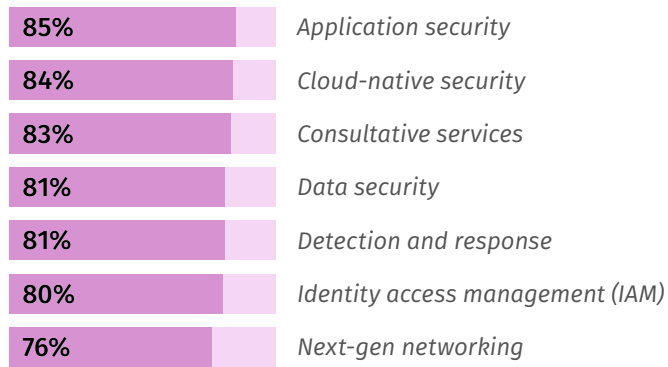 85% Application security
84% Cloud-native security
83% Consultative services
81% Data security
81% Detection and response
80% Identity access management (IAM)
76% Next-gen networking